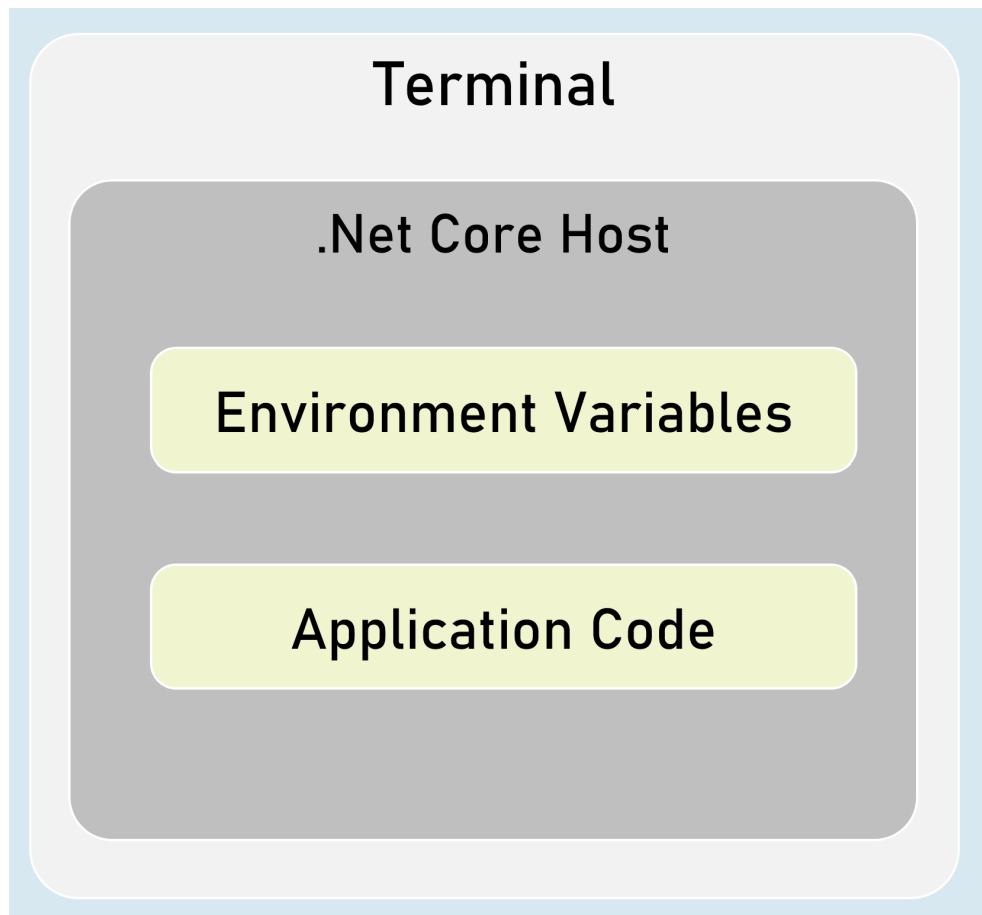 Terminal
.Net Core Host
Environment Variables
Application Code